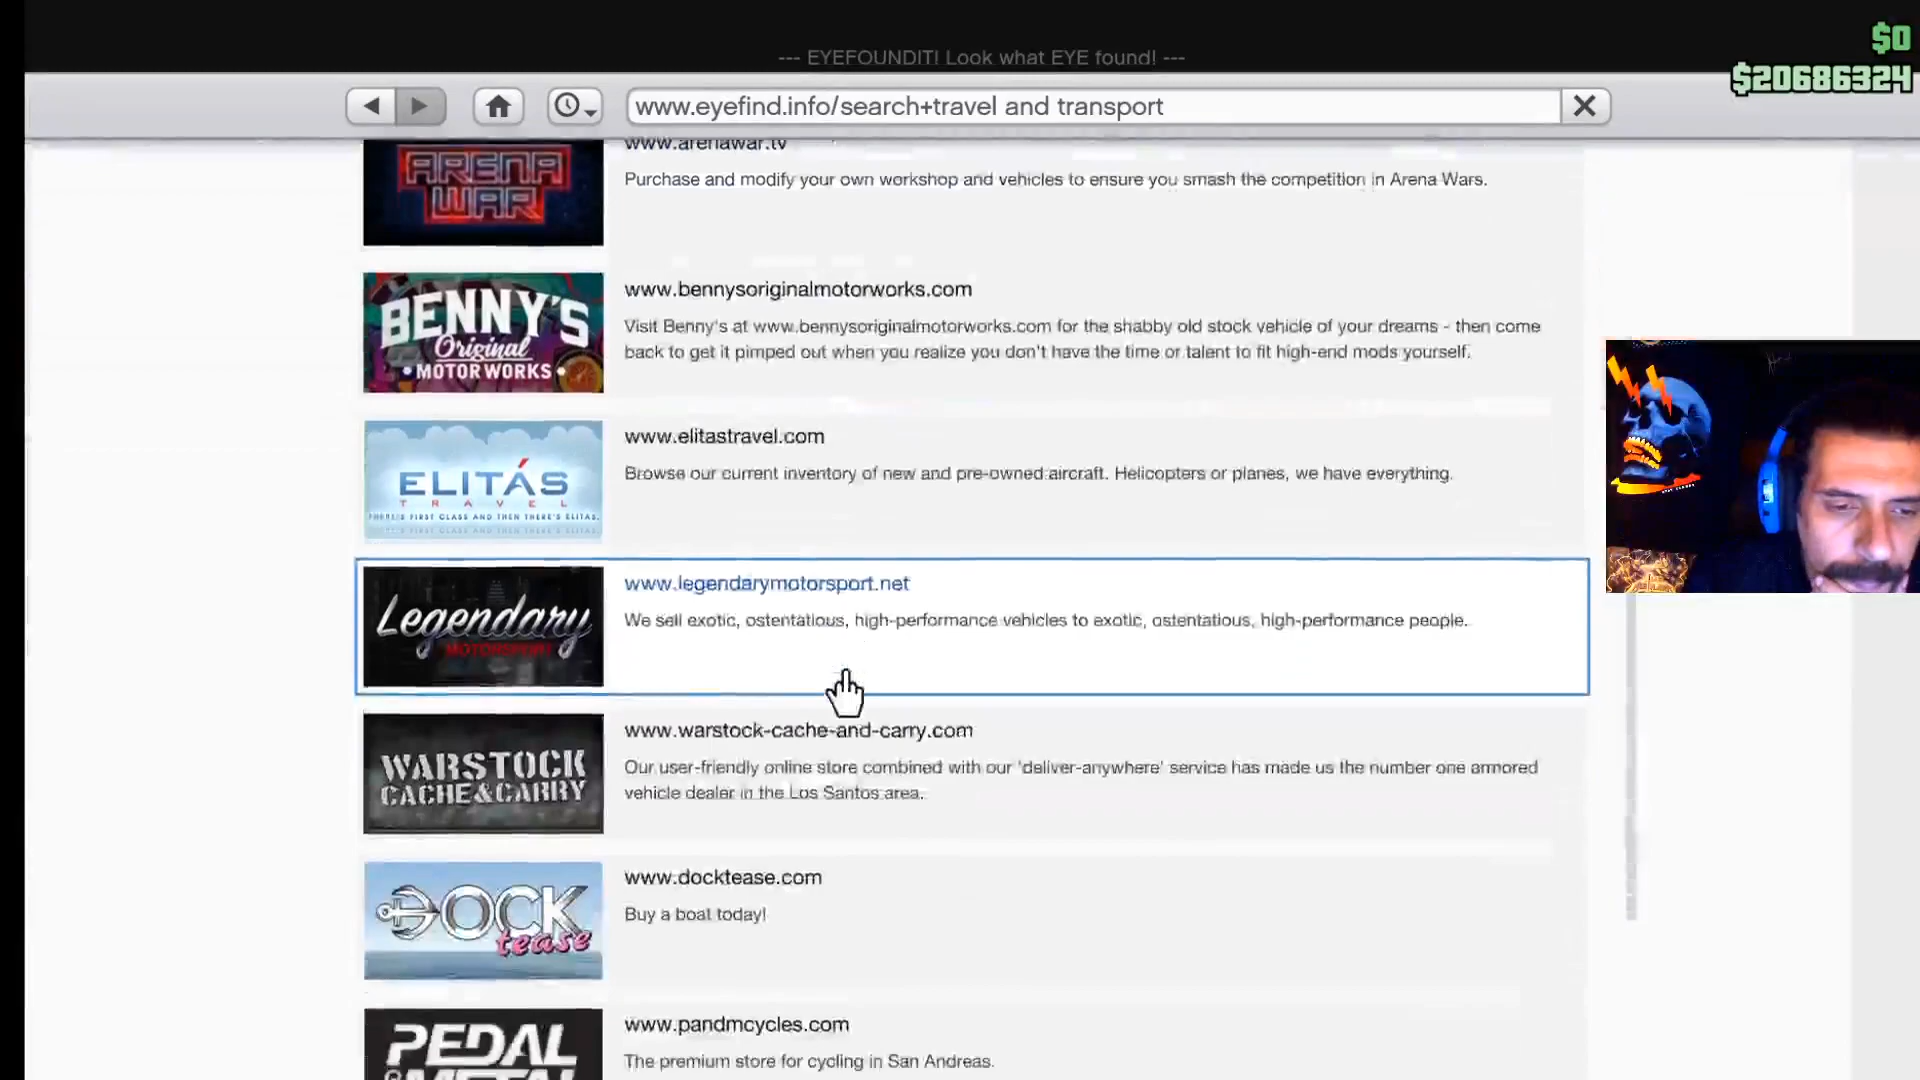 $0
--- EYEFOUNDIT! Look what EYE found! ---
$20686324
www.eyefind.info/search+travel and transport
www.arenawar.tv
ARENA
WAR
Purchase and modify your own workshop and vehicles to ensure you smash the competition in Arena Wars.
www.bennysoriginalmotorworks.com
BENNY'S
Original
• MOTOR WORKS •
Visit Benny's at www.bennysoriginalmotorworks.com for the shabby old stock vehicle of your dreams - then come
back to get it pimped out when you realize you don't have the time or talent to fit high-end mods yourself.
www.elitastravel.com
ELITÁS
TRAVEL
THERE'S FIRST CLASS AND THEN THERE'S ELITAS.
Browse our current inventory of new and pre-owned aircraft. Helicopters or planes, we have everything.
www.legendarymotorsport.net
Legendary
MOTORSPORT
We sell exotic, ostentatious, high-performance vehicles to exotic, ostentatious, high-performance people.
www.warstock-cache-and-carry.com
WARSTOCK
CACHE&CARRY
Our user-friendly online store combined with our 'deliver-anywhere' service has made us the number one armored
vehicle dealer in the Los Santos area.
www.docktease.com
DOCK
tease
Buy a boat today!
www.pandmcycles.com
PEDAL
METAL
The premium store for cycling in San Andreas.